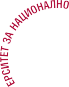 ЕРСИТЕТ ЗА НАЦИОНАЛНО